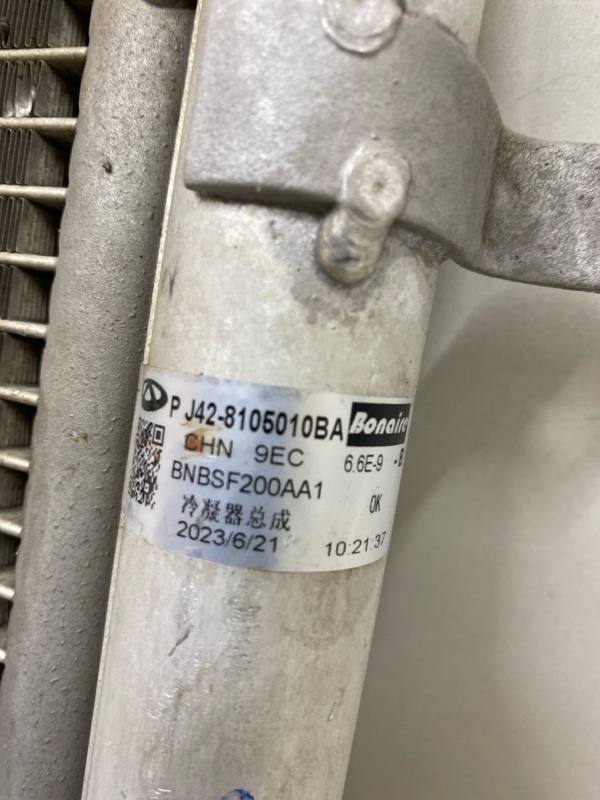 P J42-8105010BA Bonaire
CHN 9EC 6.6E-9 -B
BNBSF200AA1 OK
冷凝器总成
2023/6/21 10:21:37